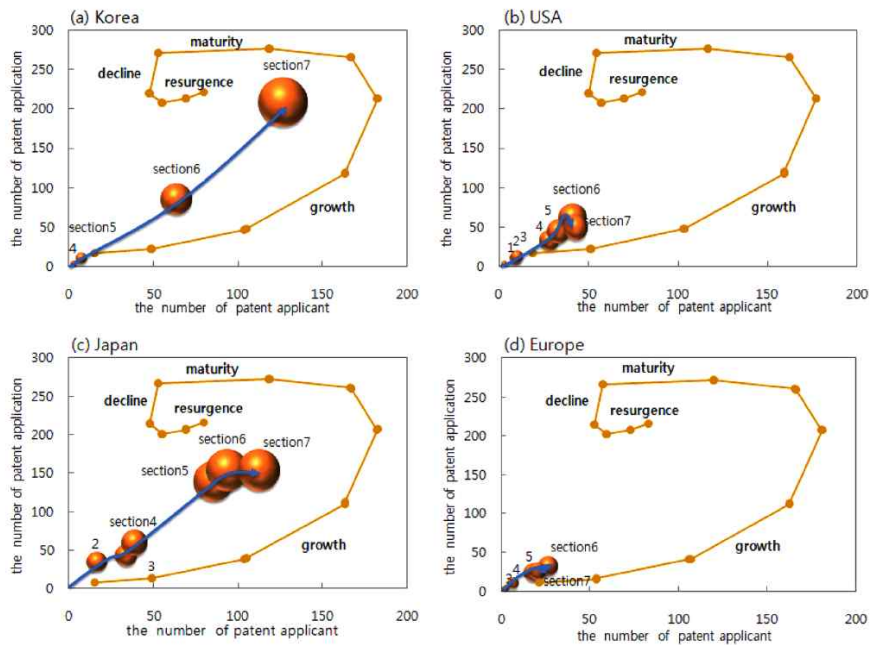 (a) Korea
300
250
200
150
100
50
0
the number of patent application
maturity
decline
resurgence
section7
section6
section5
4
growth
0
50
100
150
200
the number of patent applicant
(b) USA
300
250
200
150
100
50
0
the number of patent application
maturity
decline
resurgence
section6
5
section7
4
3
2
1
growth
0
50
100
150
200
the number of patent applicant
(c) Japan
300
250
200
150
100
50
0
the number of patent application
maturity
decline
resurgence
section6
section7
section5
section4
2
3
growth
0
50
100
150
200
the number of patent applicant
(d) Europe
300
250
200
150
100
50
0
the number of patent application
maturity
decline
resurgence
5
section6
4
section7
growth
0
50
100
150
200
the number of patent applicant